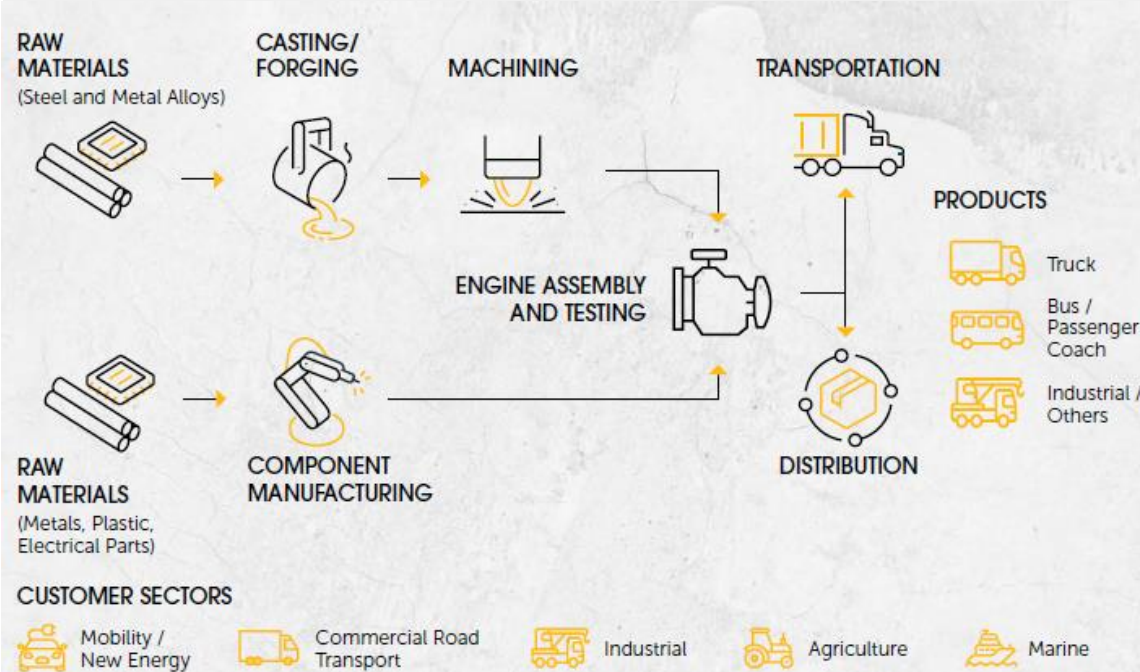 RAW
MATERIALS
(Steel and Metal Alloys)
CASTING/
FORGING
MACHINING
TRANSPORTATION
PRODUCTS
Truck
Bus /
Passenger
Coach
Industrial /
Others
ENGINE ASSEMBLY
AND TESTING
RAW
MATERIALS
(Metals, Plastic,
Electrical Parts)
COMPONENT
MANUFACTURING
DISTRIBUTION
CUSTOMER SECTORS
Mobility /
New Energy
Commercial Road
Transport
Industrial
Agriculture
Marine